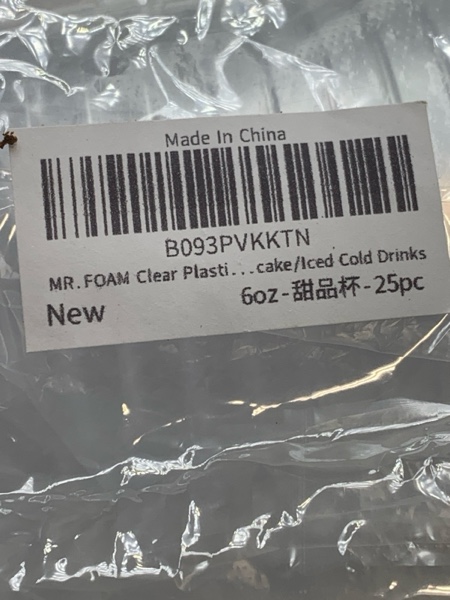 Made In China
B093PVKKTN
MR.FOAM Clear Plasti...cake/Iced Cold Drinks
New
6oz-甜品杯-25pc